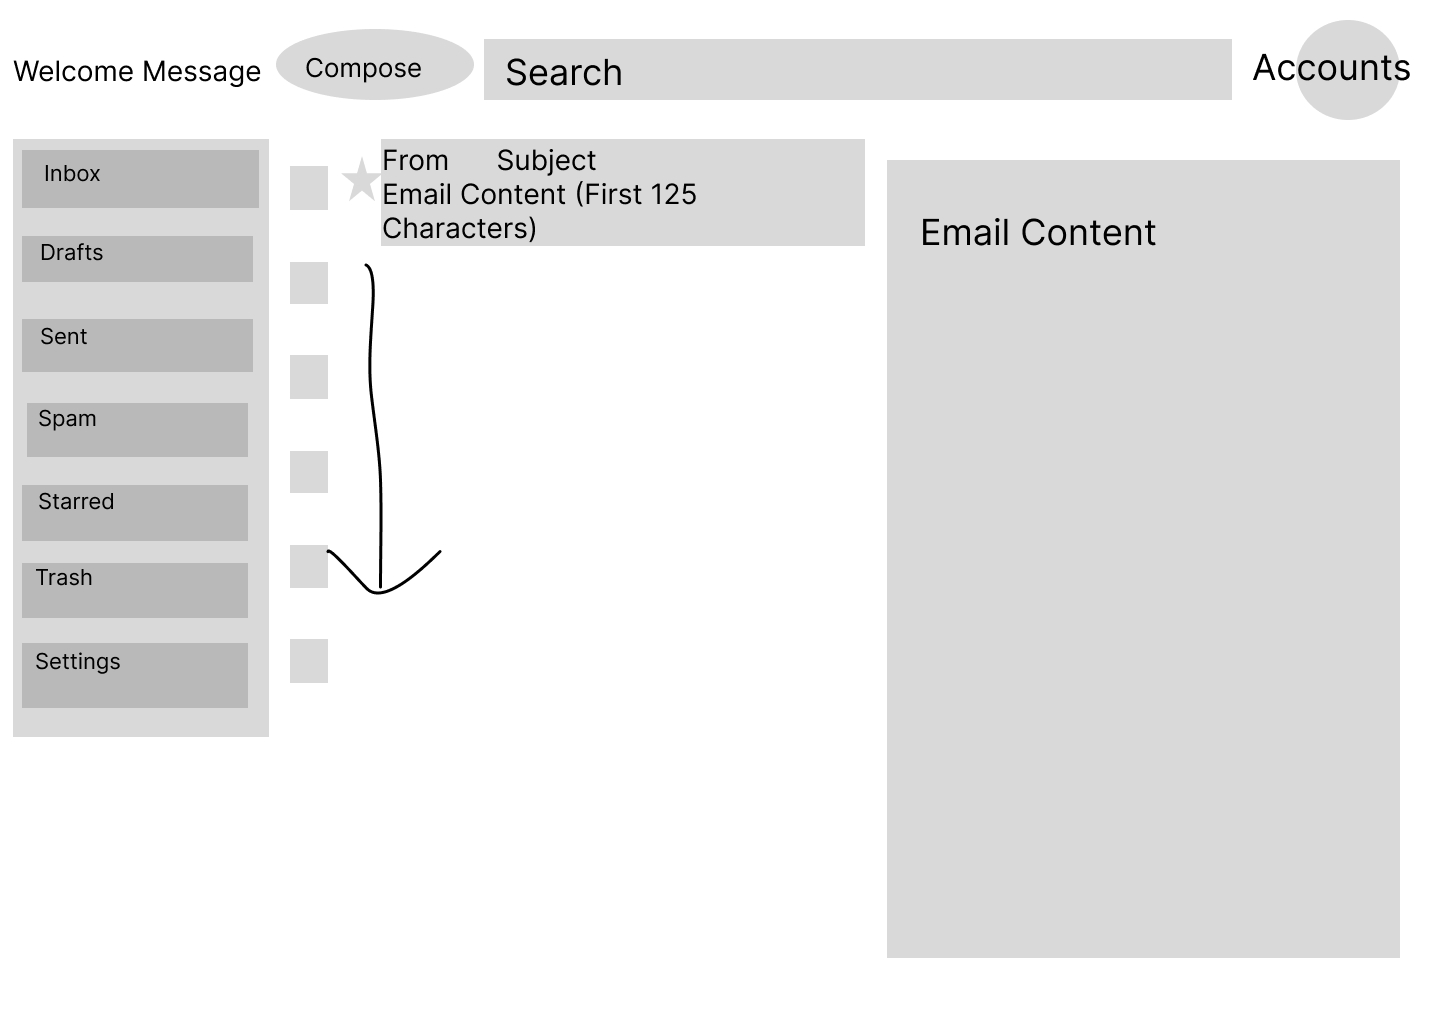 Welcome Message
Compose
Search
Accounts
Inbox
Drafts
Sent
Spam
Starred
Trash
Settings
From Subject
Email Content (First 125
Characters)
Email Content